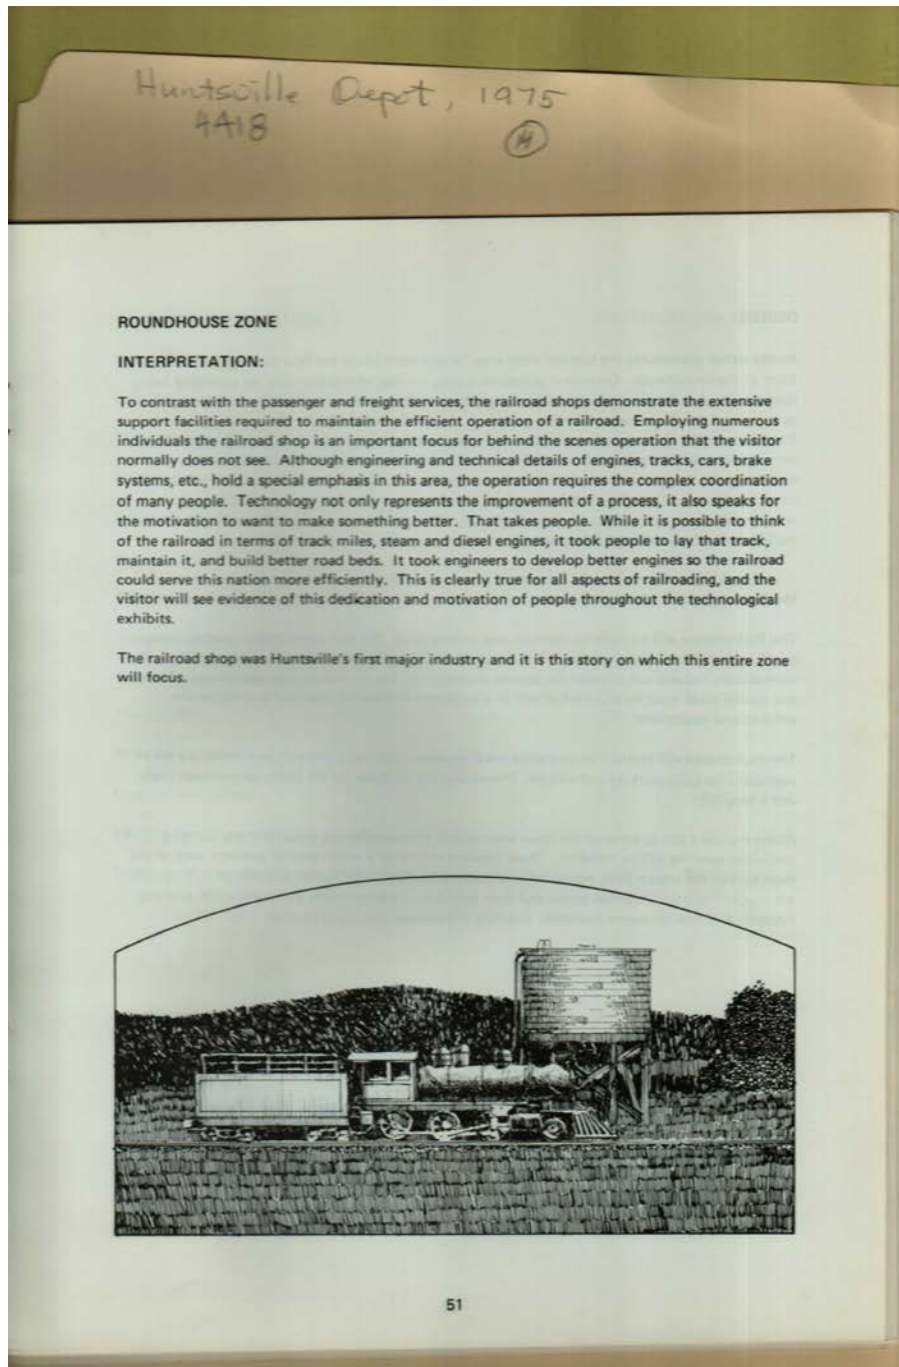 Huntsville Depot, 1975
4418
14
ROUNDHOUSE ZONE
INTERPRETATION:
To contrast with the passenger and freight services, the railroad shops demonstrate the extensive
support facilities required to maintain the efficient operation of a railroad. Employing numerous
individuals the railroad shop is an important focus for behind the scenes operation that the visitor
normally does not see. Although engineering and technical details of engines, tracks, cars, brake
systems, etc., hold a special emphasis in this area, the operation requires the complex coordination
of many people. Technology not only represents the improvement of a process, it also speaks for
the motivation to want to make something better. That takes people. While it is possible to think
of the railroad in terms of track miles, steam and diesel engines, it took people to lay that track,
maintain it, and build better road beds. It took engineers to develop better engines so the railroad
could serve this nation more efficiently. This is clearly true for all aspects of railroading, and the
visitor will see evidence of this dedication and motivation of people throughout the technological
exhibits.
The railroad shop was Huntsville's first major industry and it is this story on which this entire zone
will focus.
51